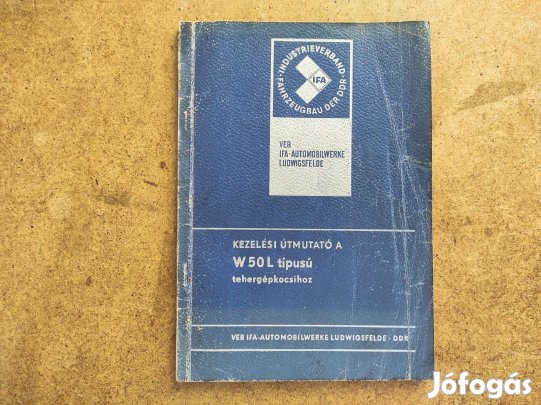 INDUSTRIEVERBAND
FAHRZEUGBAU DER DDR
IFA
VEB
IFA-AUTOMOBILWERKE
LUDWIGSFELDE
KEZELÉSI ÚTMUTATÓ A
W 50 L típusú
tehergépkocsihoz
VEB IFA-AUTOMOBILWERKE LUDWIGSFELDE · DDR
Jófogás